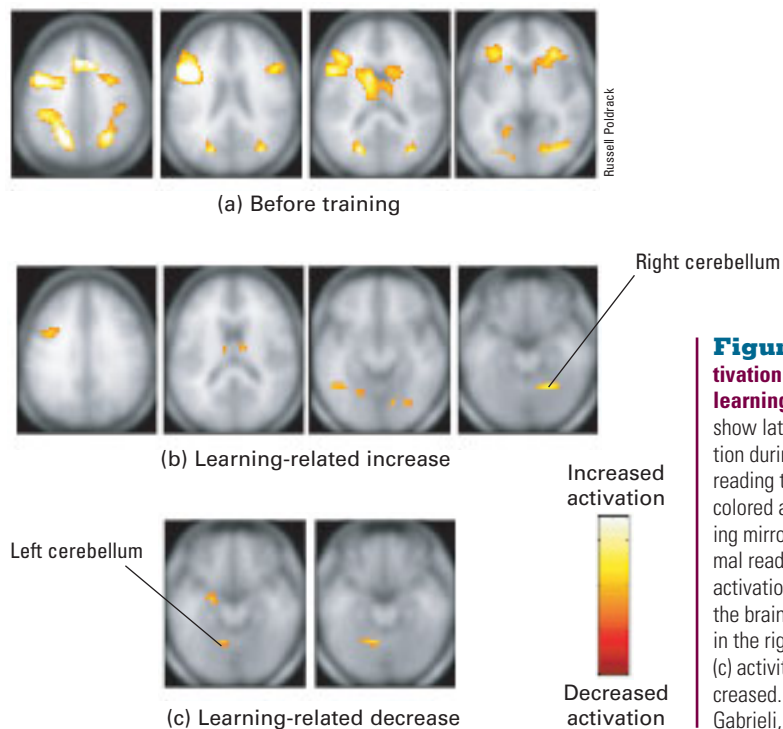 Russell Poldrack
(a) Before training
Right cerebellum
(b) Learning-related increase
Increased
activation
Left cerebellum
Decreased
activation
(c) Learning-related decrease
Figur
tivation
learning
show lat
tion durin
reading t
colored a
ing mirro
mal read
activatio
the brain
in the rig
(c) activit
creased.
Gabrieli,